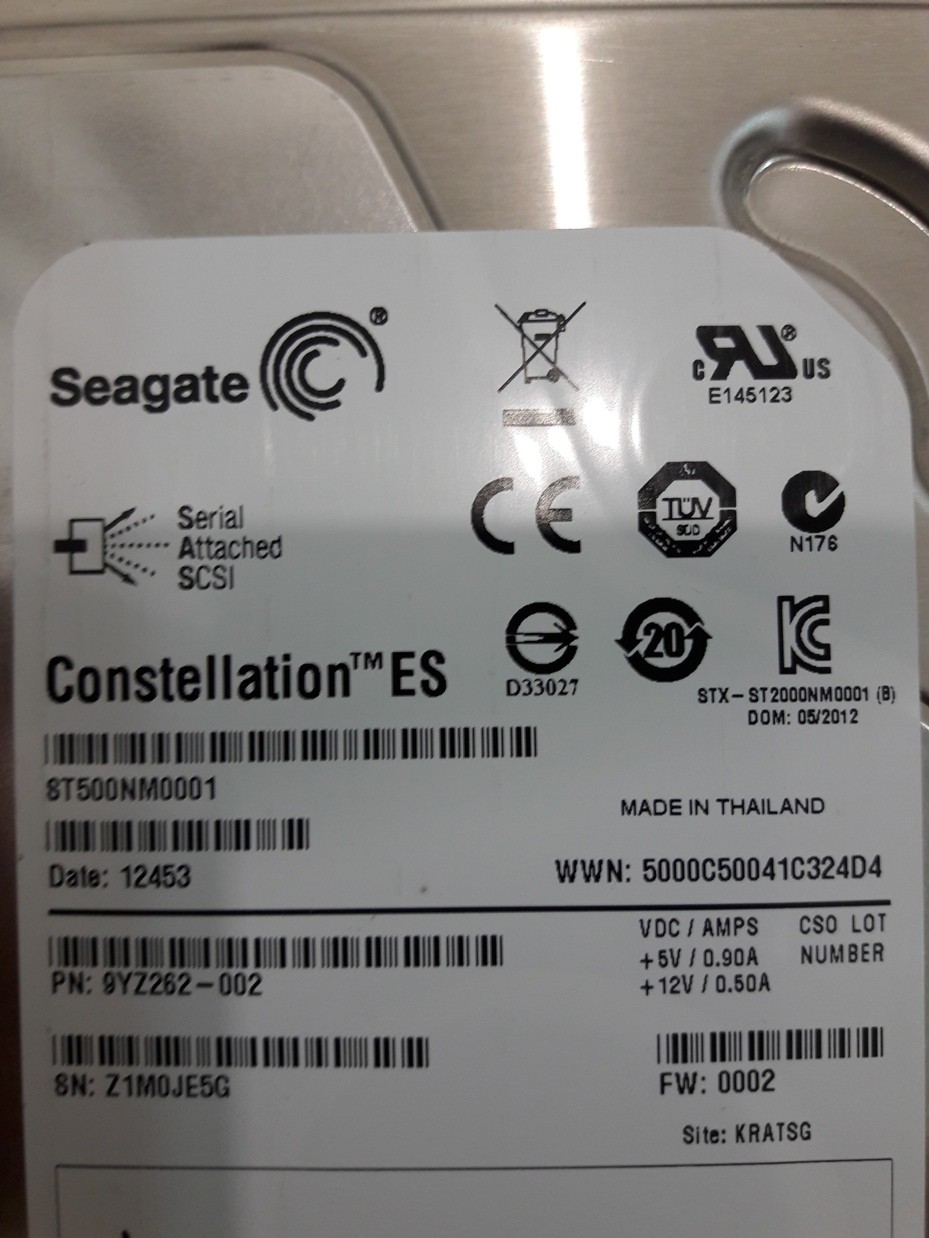 Seagate ®
c RU ® US
E145123
Serial
Attached
SCSI
CE
TÜV
SÜD
N176
Constellation™ ES
D33027
20
STX-ST2000NM0001 (B)
DOM: 05/2012
ST500NM0001
MADE IN THAILAND
Date: 12453
WWN: 5000C50041C324D4
VDC / AMPS
CSO LOT
+5V / 0.90A
NUMBER
+12V / 0.50A
PN: 9YZ262-002
SN: Z1M0JE5G
FW: 0002
Site: KRATSG